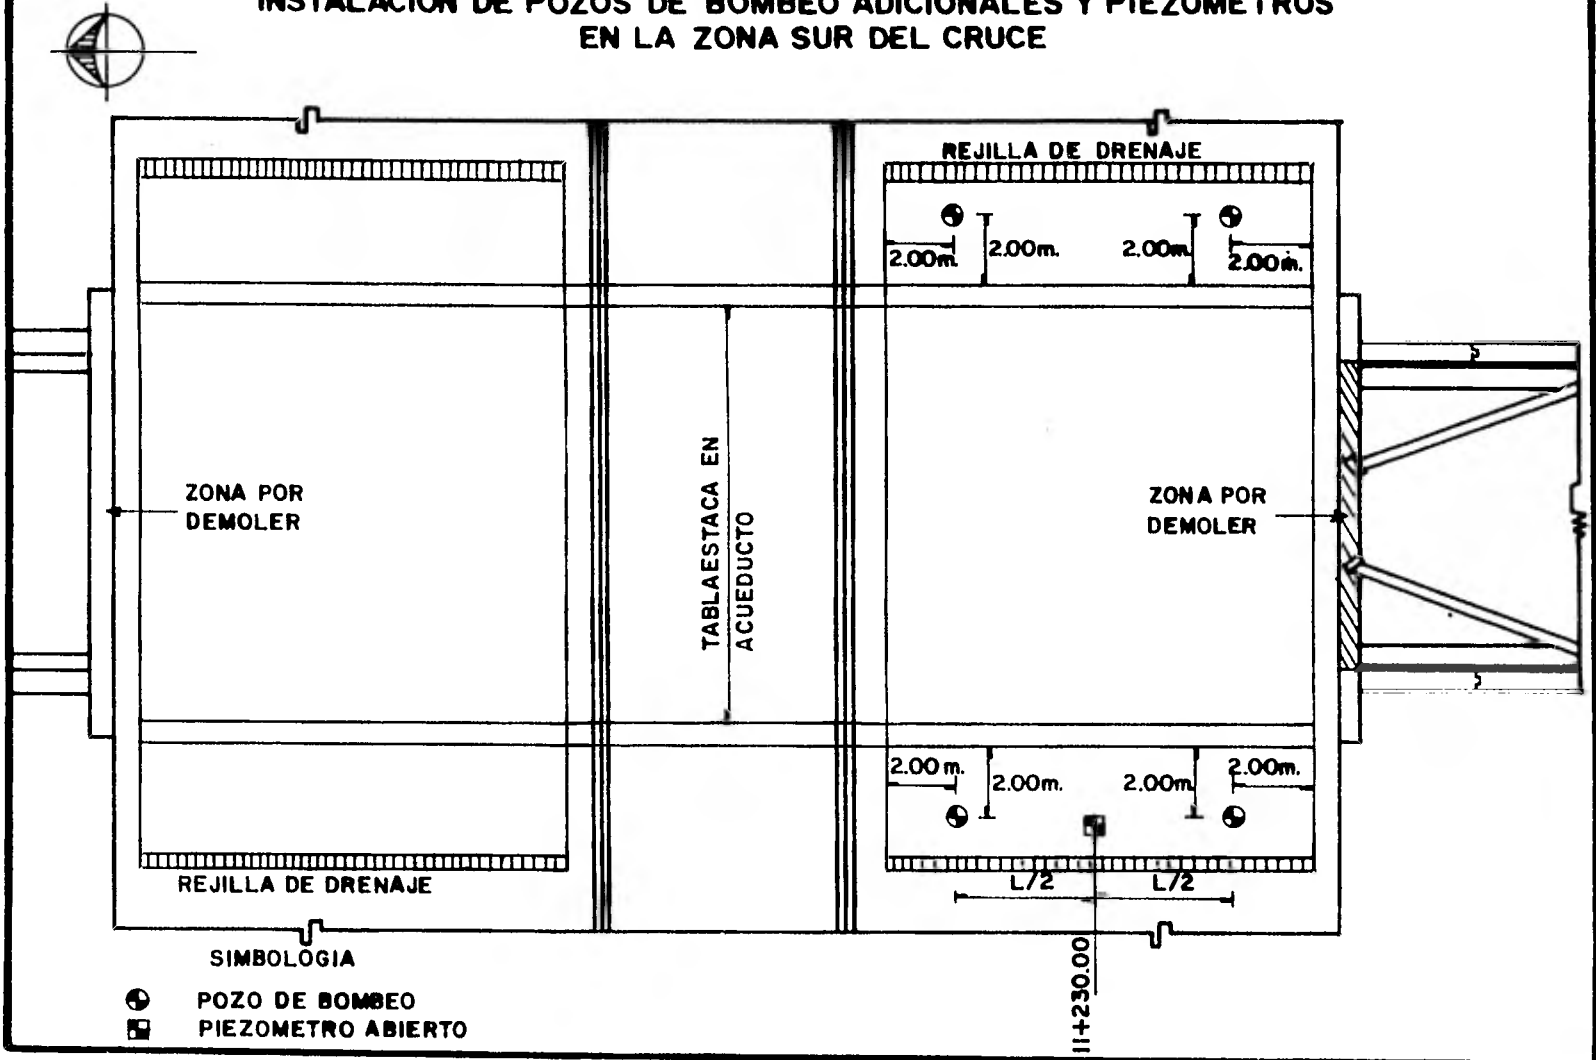 INSTALACION DE POZOS DE BOMBEO ADICIONALES Y PIEZOMETROS
EN LA ZONA SUR DEL CRUCE
REJILLA DE DRENAJE
2.00m.
2.00m.
2.00m
2.00m.
ZONA POR
DEMOLER
TABLAESTACA EN
ACUEDUCTO
ZONA POR
DEMOLER
2.00m.
2.00m.
2.00m
2.00m.
REJILLA DE DRENAJE
L/2
L/2
11+230.00
SIMBOLOGIA
POZO DE BOMBEO
PIEZOMETRO ABIERTO